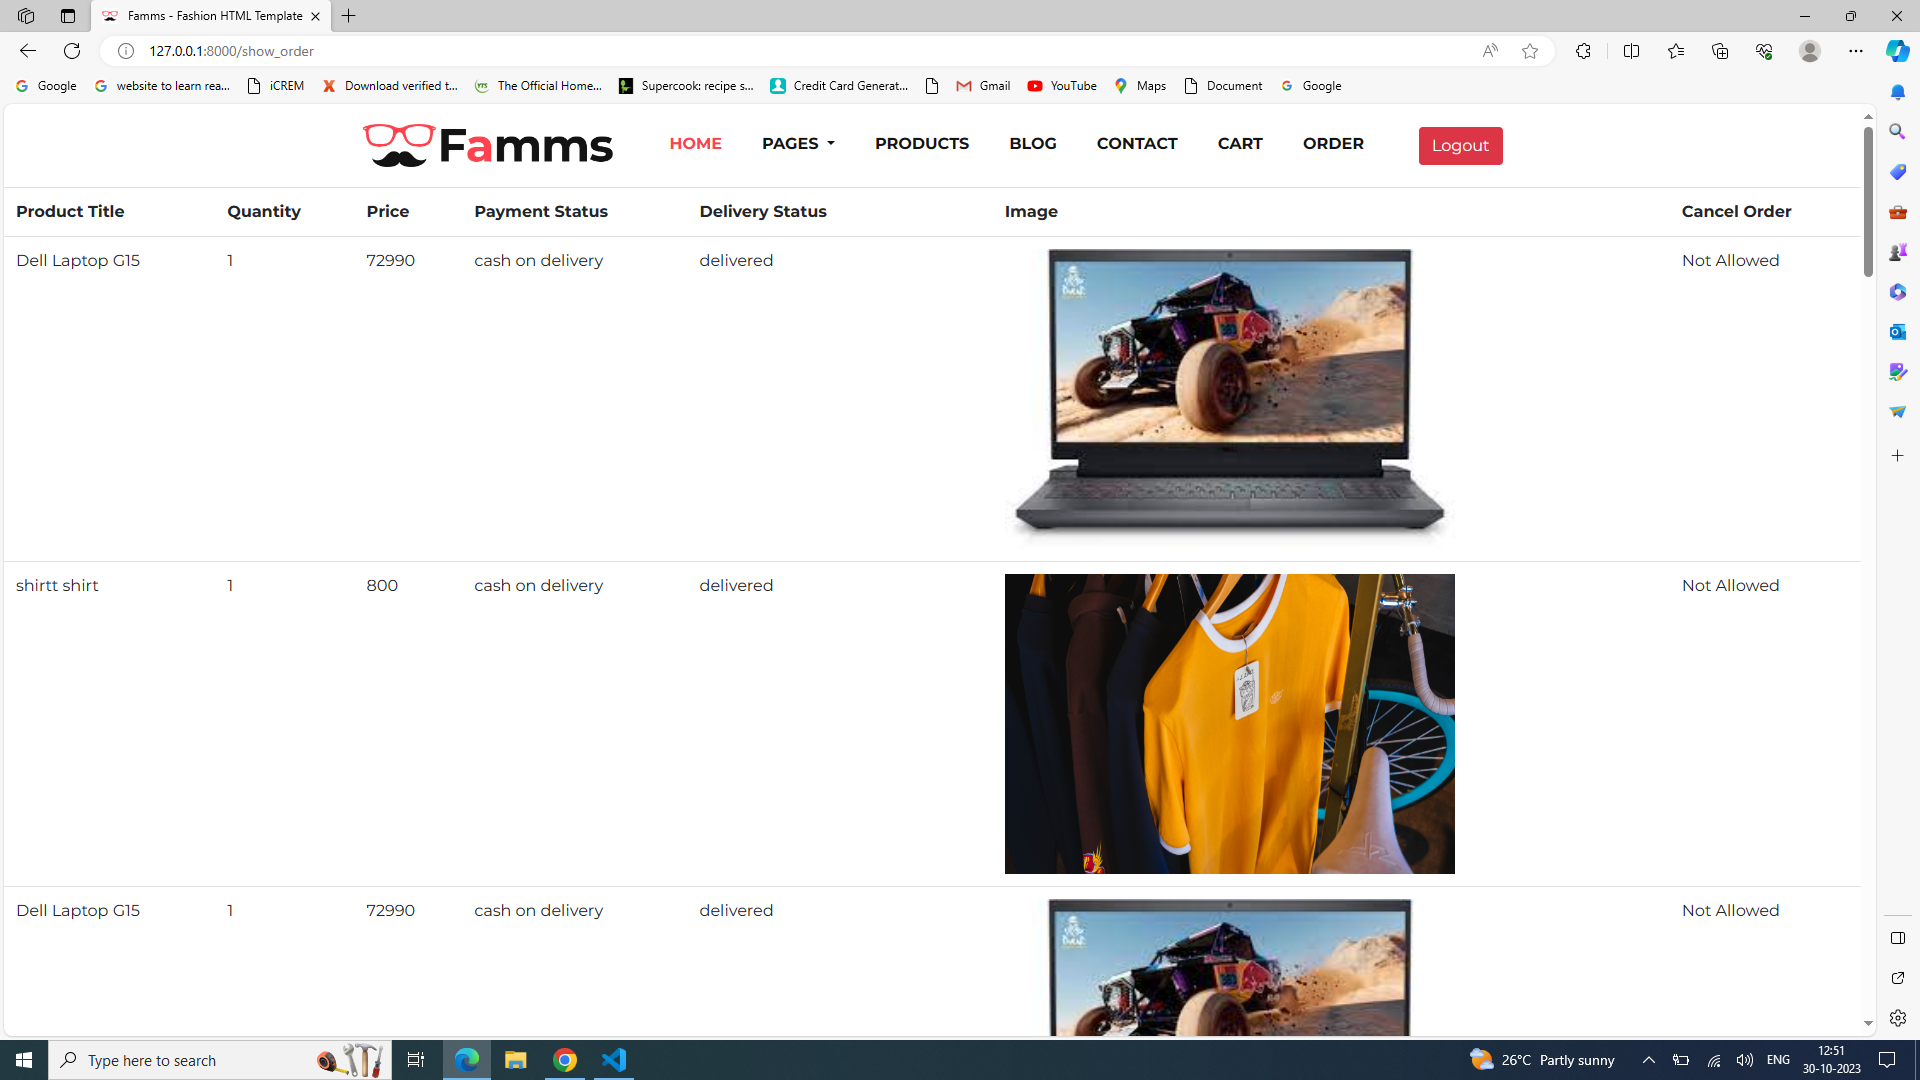 Famms - Fashion HTML Template
127.0.0.1:8000/show_order
Google
website to learn rea...
iCREM
Download verified t...
The Official Home...
Supercook: recipe s...
Credit Card Generat...
Gmail
YouTube
Maps
Document
Google
Famms
HOME
PAGES
PRODUCTS
BLOG
CONTACT
CART
ORDER
Logout
Product Title Quantity Price Payment Status Delivery Status Image Cancel Order
Dell Laptop G15 1 72990 cash on delivery delivered Not Allowed
shirtt shirt 1 800 cash on delivery delivered Not Allowed
Dell Laptop G15 1 72990 cash on delivery delivered Not Allowed
Type here to search
26°C Partly sunny
ENG
12:51
30-10-2023